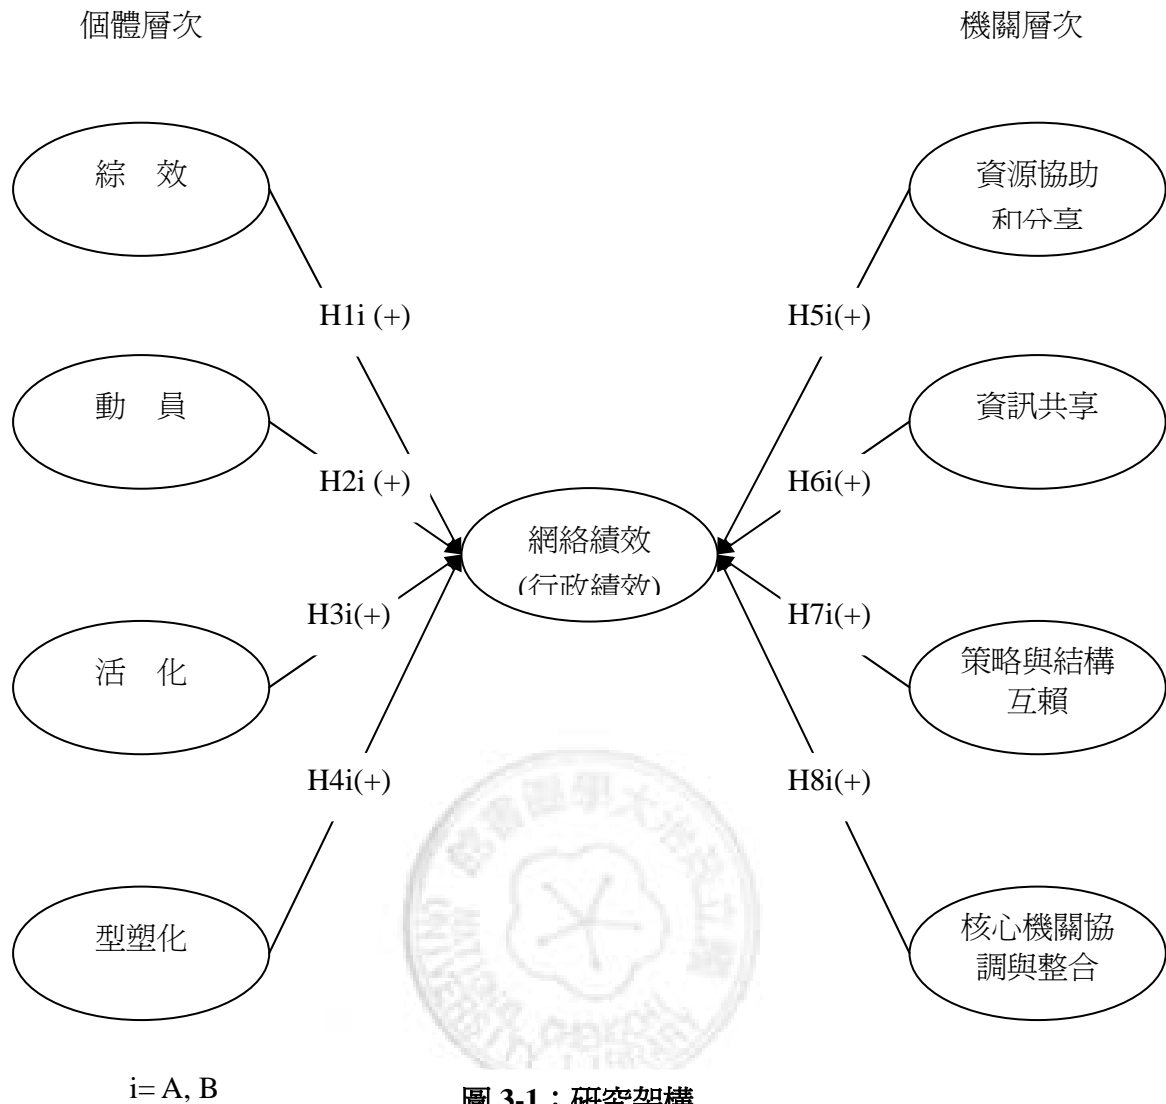 個體層次
機關層次
綜 效
資源協助
和分享
H1i (+)
H5i(+)
動 員
資訊共享
H2i (+)
H6i(+)
網絡績效
(行政績效)
H3i(+)
H7i(+)
活 化
策略與結構
互賴
H4i(+)
H8i(+)
型塑化
核心機關協
調與整合
i= A, B
圖 3-1：研究架構